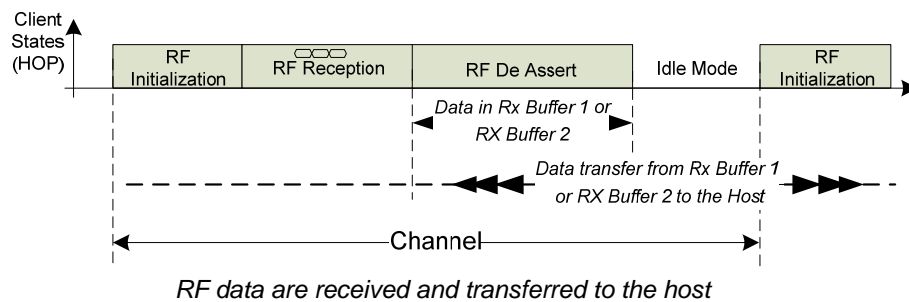 Client
States
(HOP)
RF
Initialization
RF Reception
RF De Assert
Idle Mode
RF
Initialization
Data in Rx Buffer 1 or
RX Buffer 2
Data transfer from Rx Buffer 1
or RX Buffer 2 to the Host
Channel
RF data are received and transferred to the host